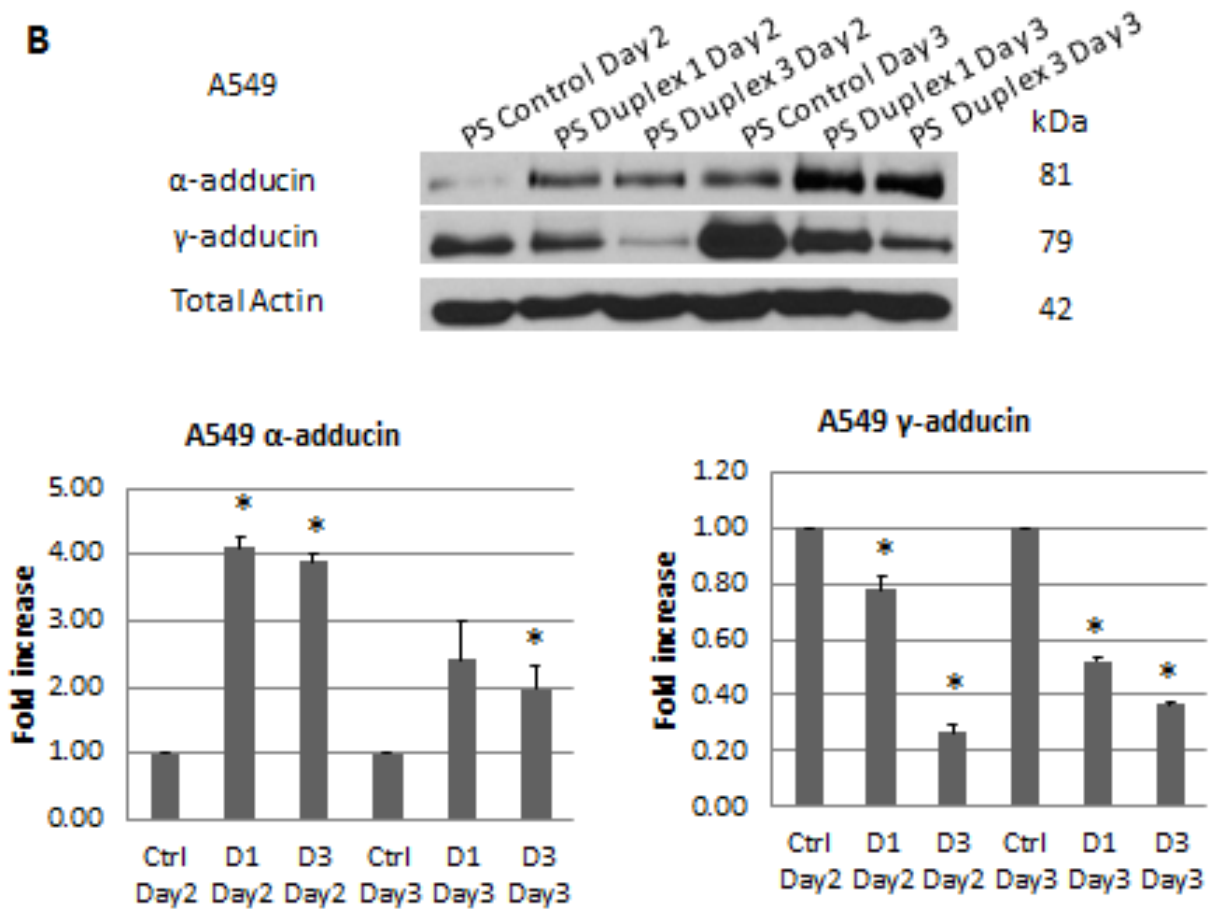 B
A549
PS Control Day2
PS Duplex 1 Day2
PS Duplex 3 Day2
PS Control Day3
PS Duplex 1 Day3
PS Duplex 3 Day3
kDa
α-adducin 81
γ-adducin 79
Total Actin 42
A549 α-adducin
Fold increase
5.00
4.00
3.00
2.00
1.00
0.00
* * *
Ctrl D1 D3 Ctrl D1 D3
Day2 Day2 Day2 Day3 Day3 Day3
A549 γ-adducin
Fold increase
1.20
1.00
0.80
0.60
0.40
0.20
0.00
* * * *
Ctrl D1 D3 Ctrl D1 D3
Day2 Day2 Day2 Day3 Day3 Day3